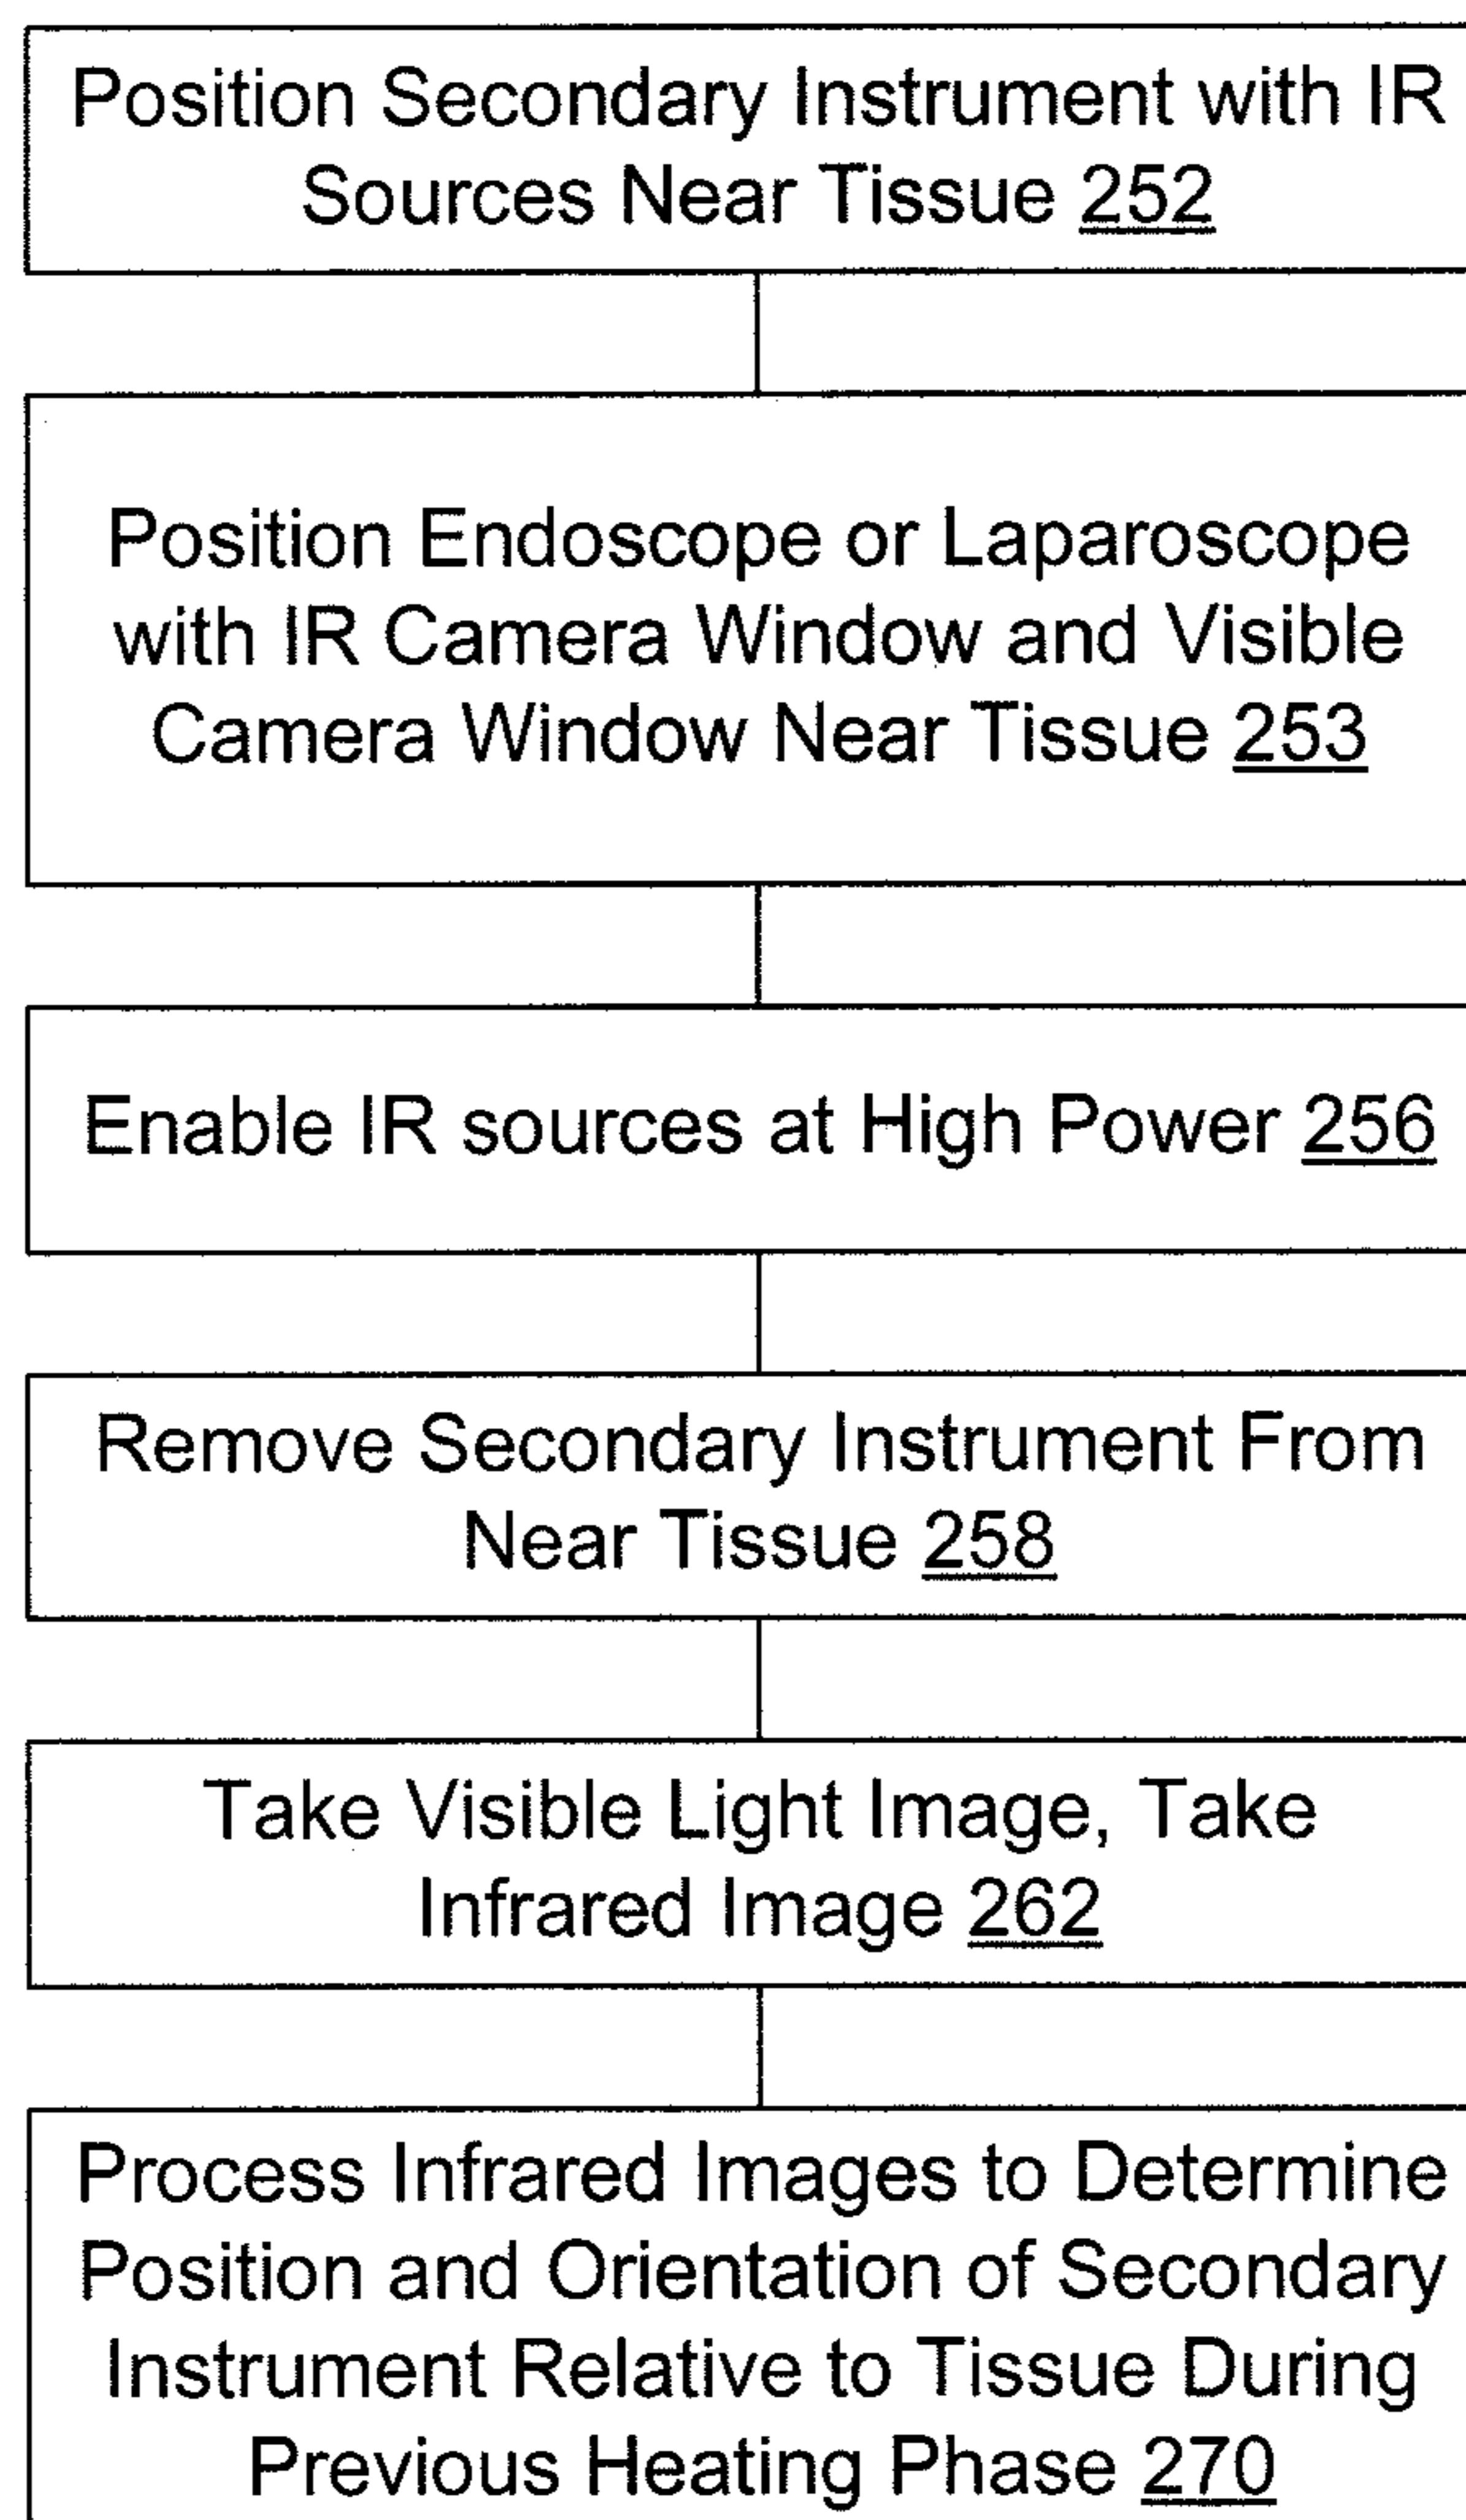 Position Secondary Instrument with IR
Sources Near Tissue 252
Position Endoscope or Laparoscope
with IR Camera Window and Visible
Camera Window Near Tissue 253
Enable IR sources at High Power 256
Remove Secondary Instrument From
Near Tissue 258
Take Visible Light Image, Take
Infrared Image 262
Process Infrared Images to Determine
Position and Orientation of Secondary
Instrument Relative to Tissue During
Previous Heating Phase 270